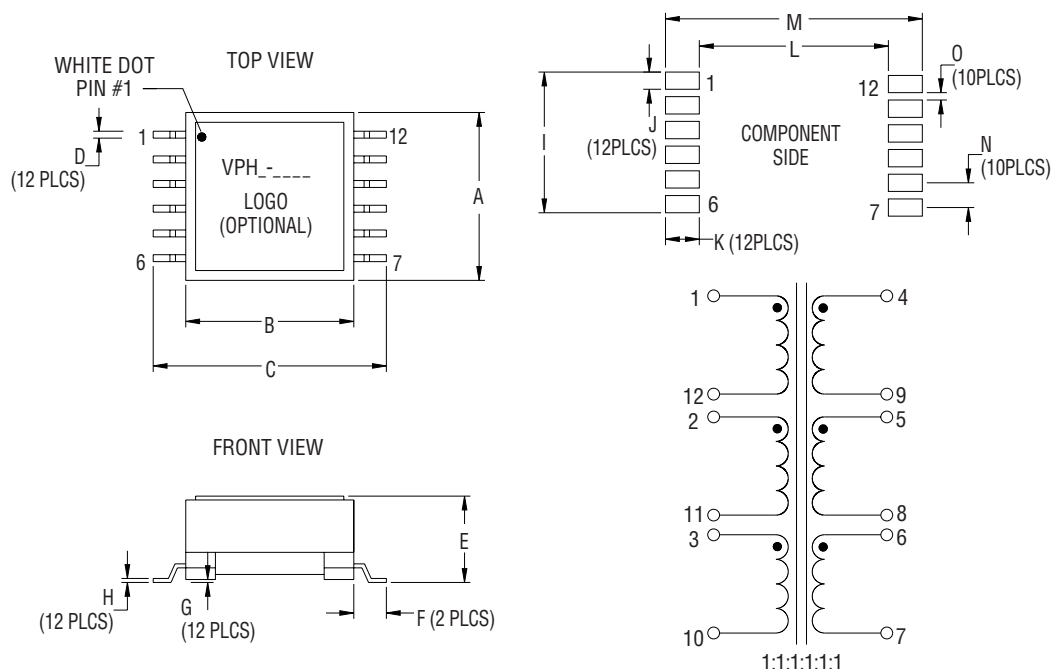 TOP VIEW
WHITE DOT
PIN #1
1
12
D
(12 PLCS)
VPH_-____
LOGO
(OPTIONAL)
A
6
7
B
C
FRONT VIEW
E
H
(12 PLCS)
G
(12 PLCS)
F (2 PLCS)
M
L
O
(10PLCS)
1
12
I
J
(12PLCS)
COMPONENT
SIDE
N
(10PLCS)
6
7
K (12PLCS)
1
4
12
9
2
5
11
8
3
6
10
7
1:1:1:1:1:1